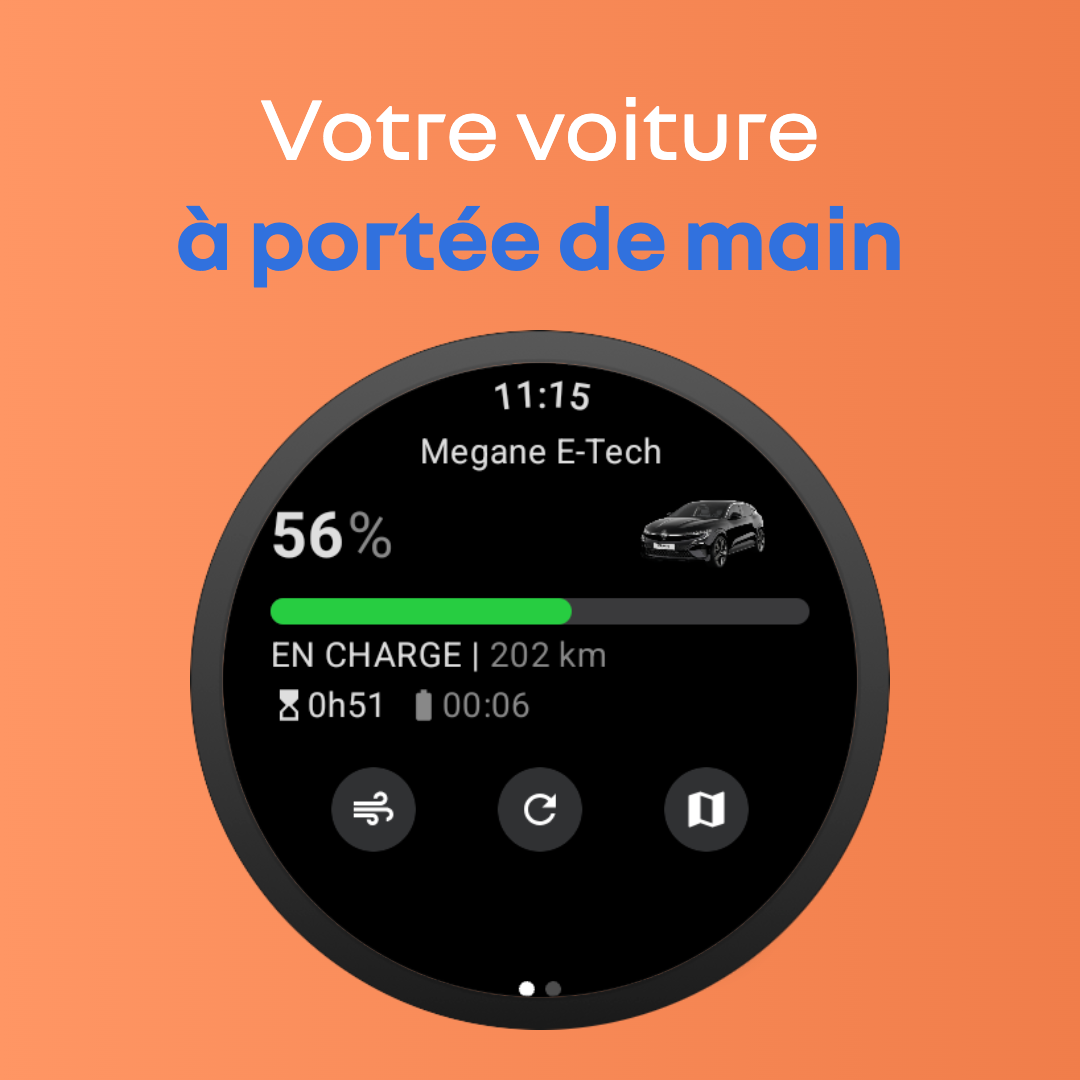 Votre voiture
à portée de main
11:15
Megane E-Tech
56%
EN CHARGE | 202 km
0h51 00:06